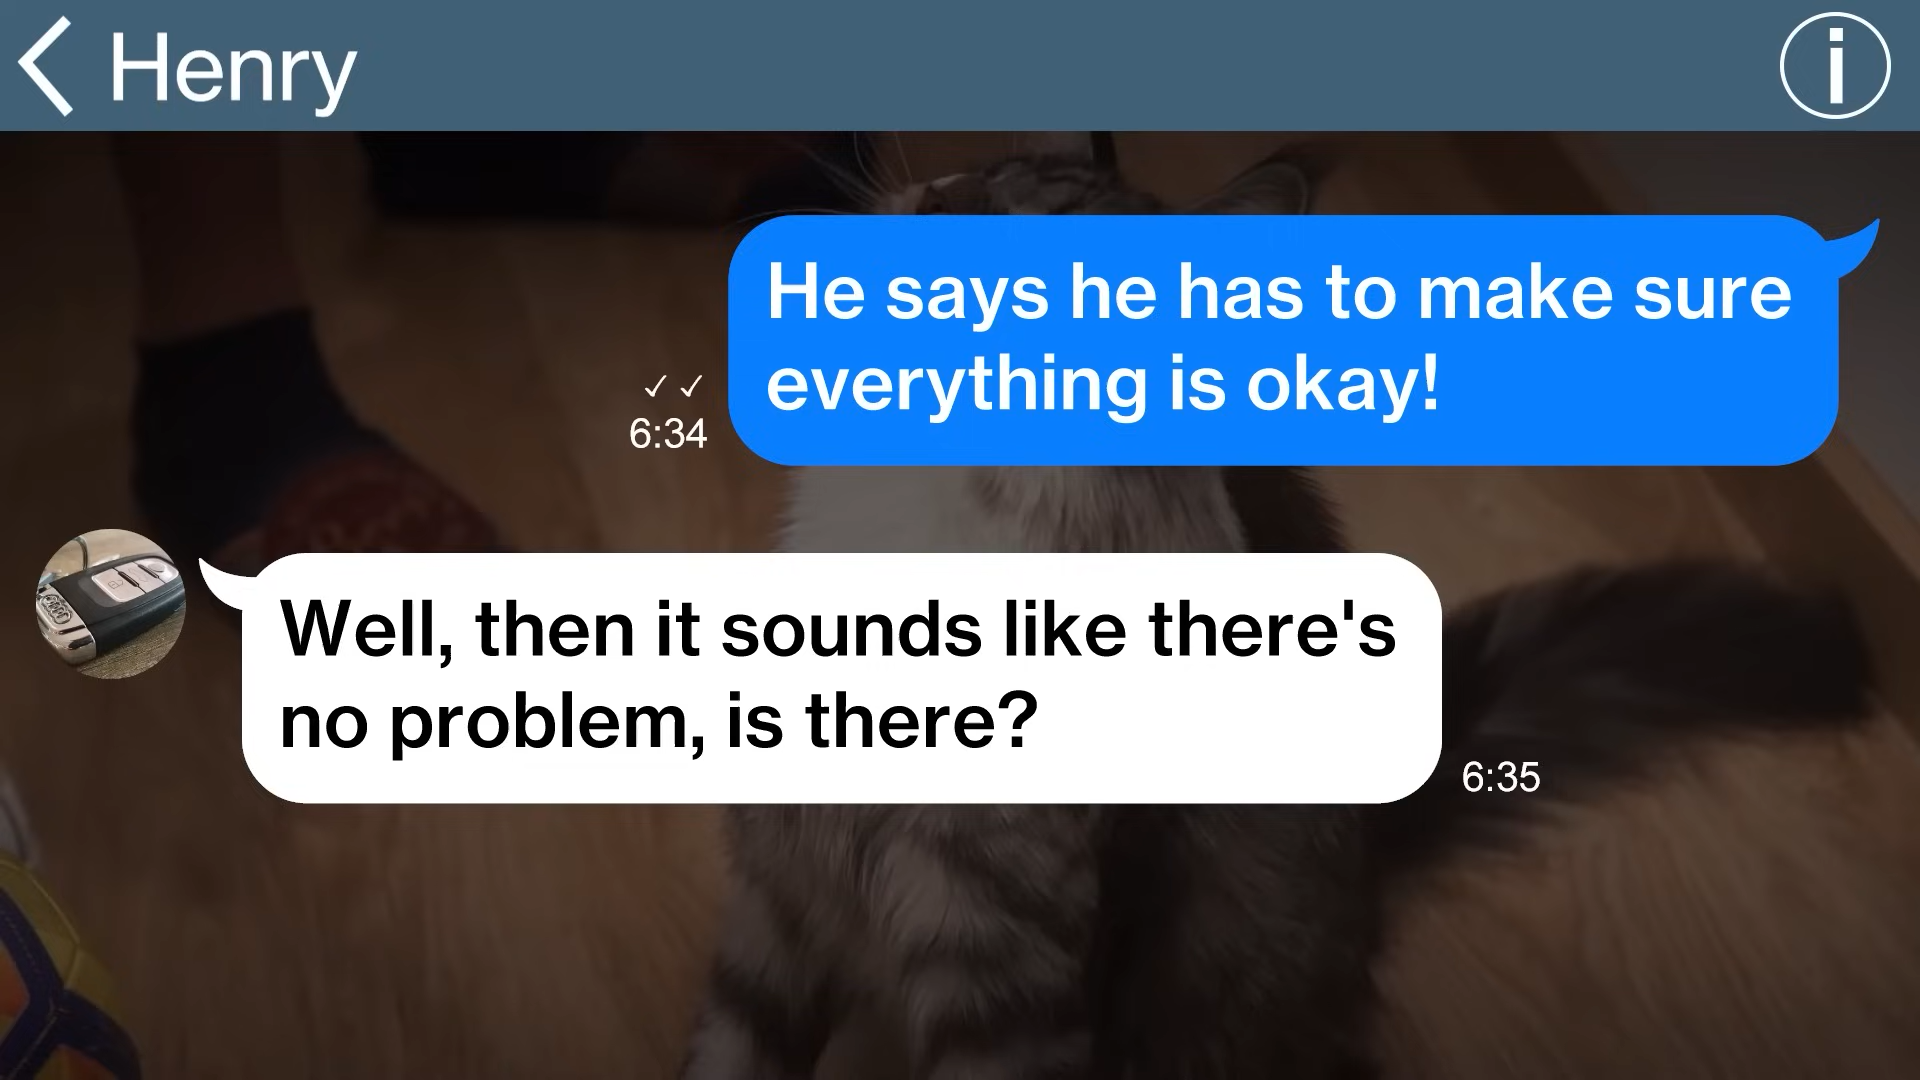 Henry
He says he has to make sure
everything is okay!
✓ ✓
6:34
Well, then it sounds like there's
no problem, is there?
6:35